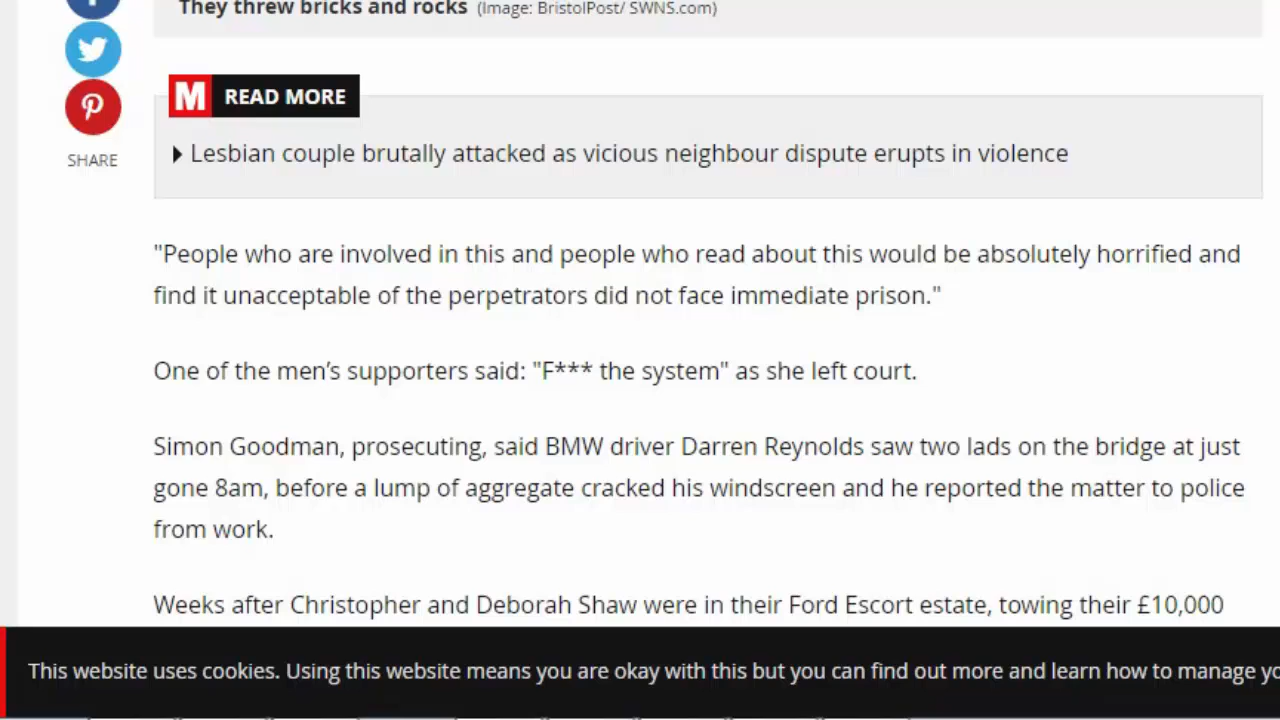 They threw bricks and rocks (Image: BristolPost/ SWNS.com)
M READ MORE
Lesbian couple brutally attacked as vicious neighbour dispute erupts in violence
SHARE
"People who are involved in this and people who read about this would be absolutely horrified and
find it unacceptable of the perpetrators did not face immediate prison."
One of the men’s supporters said: "F*** the system" as she left court.
Simon Goodman, prosecuting, said BMW driver Darren Reynolds saw two lads on the bridge at just
gone 8am, before a lump of aggregate cracked his windscreen and he reported the matter to police
from work.
Weeks after Christopher and Deborah Shaw were in their Ford Escort estate, towing their £10,000
This website uses cookies. Using this website means you are okay with this but you can find out more and learn how to manage